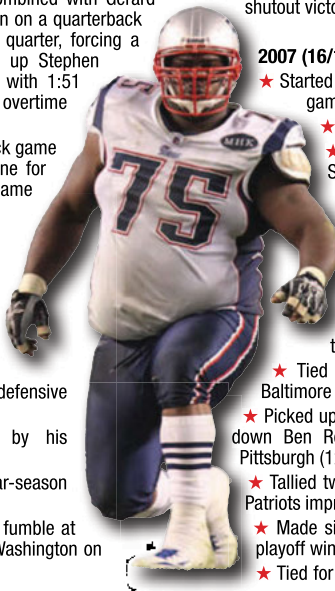 ombined with Gerard
n on a quarterback
quarter, forcing a
up Stephen
with 1:51
overtime
ck game
ne for
ame
defensive
by his
ar-season
fumble at
Washington on
MHK
75
shutout victo
2007 (16/
★ Started
gam
★
★
S
t
★ Tied
Baltimore
★ Picked up
down Ben Ro
Pittsburgh (1
★ Tallied tw
Patriots impr
★ Made si
playoff win
★ Tied for